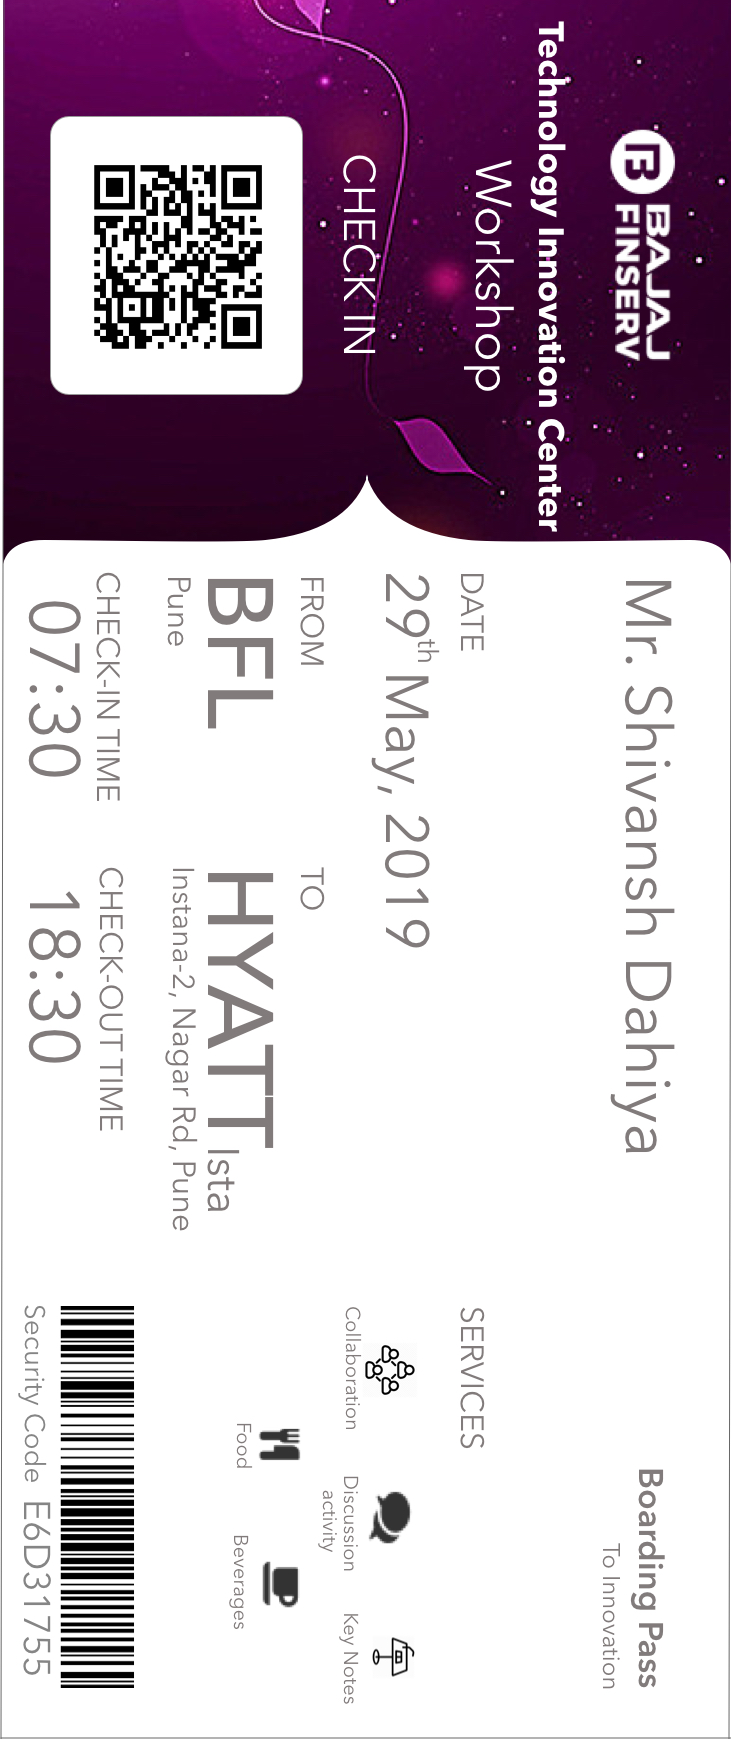 BAJAJ
FINSERV
Technology Innovation Center
Workshop
CHECK IN
Mr. Shivansh Dahiya
Boarding Pass
To Innovation
DATE
29th May, 2019
FROM
BFL
Pune
TO
HYATT Ista
Instana-2, Nagar Rd, Pune
CHECK-IN TIME
07:30
CHECK-OUT TIME
18:30
SERVICES
Collaboration
Discussion
activity
Key Notes
Food
Beverages
Security Code E6D31755